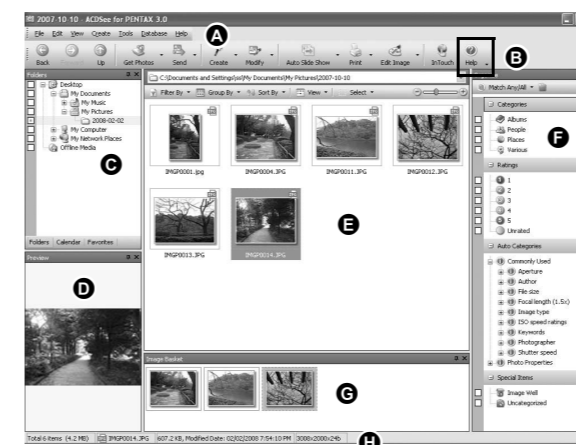 2007-10-10 - ACDSee for PENTAX 3.0
File Edit View Create Tools Database Help
A
Back
Up
Get Photos
Send
Create
Modify
Auto Slide Show
Print
Edit Image
InTouch
Help
B
Folders
Desktop
My Documents
My Music
My Pictures
2008-02-02
My Computer
My Network Places
Offline Media
C
Folders Calendar Favorites
Preview
D
C:\Documents and Settings\ss\My Documents\My Pictures\2007-10-10
Filter By Group By Sort By View Select
IMGP0001.jpg
IMGP0004.JPG
IMGP0011.JPG
IMGP0012.JPG
IMGP0013.JPG
IMGP0014.JPG
E
Image Basket
G
Match Any/All
Categories
Albums
People
Places
Various
F
Ratings
1
2
3
4
5
Unrated
Auto Categories
Commonly Used
Aperture
Author
File size
Focal length (1.5x)
Image type
ISO speed ratings
Keywords
Photographer
Shutter speed
Photo Properties
Special Items
Image Well
Uncategorized
Total 6 items (4.2 MB) IMGP0014.JPG 607.2 KB, Modified Date: 02/02/2008 7:54:10 PM 3008x2000x24b
H